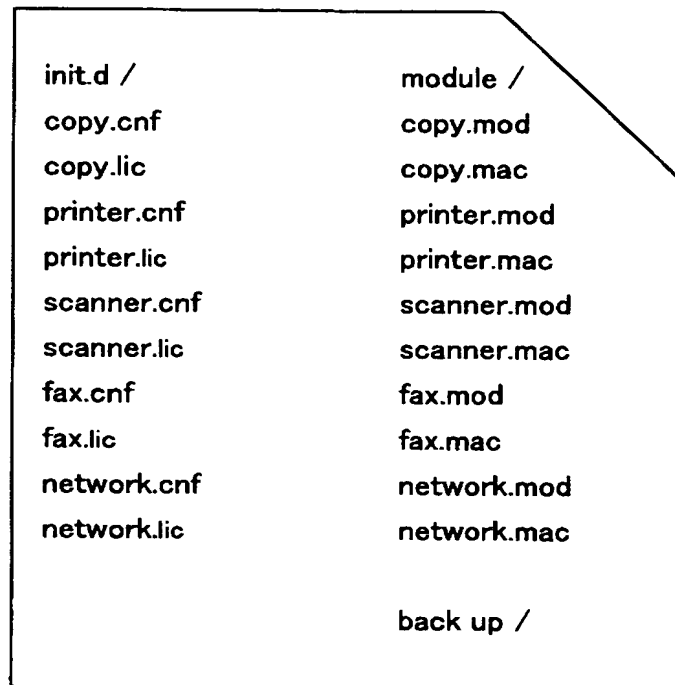 init.d /
copy.cnf
copy.lic
printer.cnf
printer.lic
scanner.cnf
scanner.lic
fax.cnf
fax.lic
network.cnf
network.lic
module /
copy.mod
copy.mac
printer.mod
printer.mac
scanner.mod
scanner.mac
fax.mod
fax.mac
network.mod
network.mac
back up /